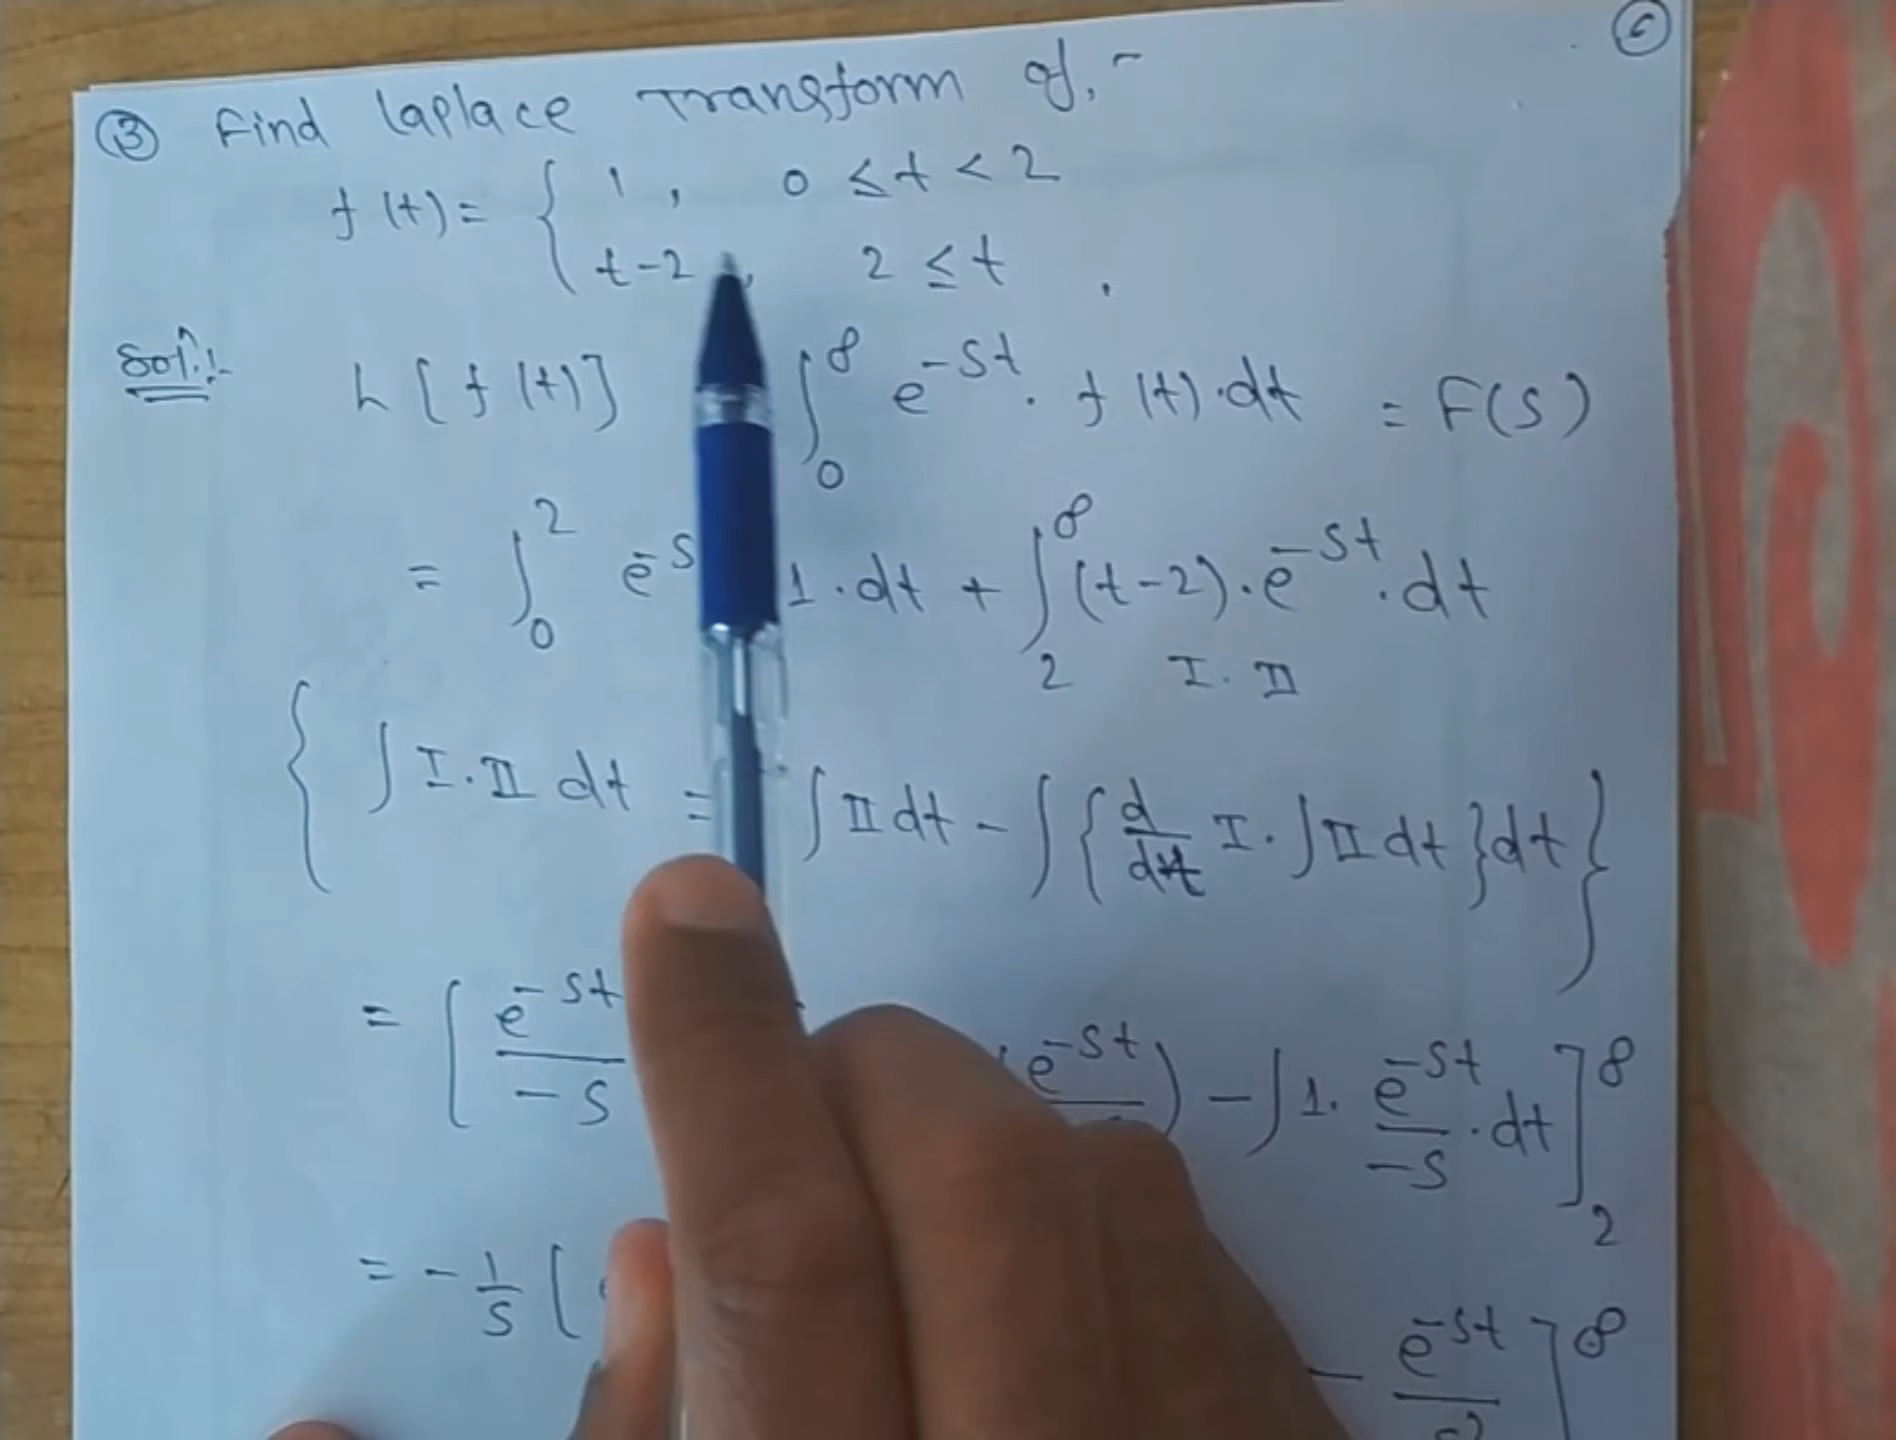 6
③ Find Laplace Transform of :-
f(t) = { 1 , 0 ≤ t < 2
t-2 , 2 ≤ t .
Solⁿ:- L[f(t)] ∫₀^∞ e^{-st} . f(t).dt = F(s)
= ∫₀² e^{-s 1.dt + ∫₂^∞ (t-2).e^{-st}.dt
I. II
{ ∫ I.II dt = ∫ II dt - ∫ { d/dt I. ∫ II dt } dt }
= [ e^{-st}/-s e^{-st} ) - ∫ 1. e^{-st}/-s .dt ]₂^∞
= - 1/s [ - e^{-st} ]^∞